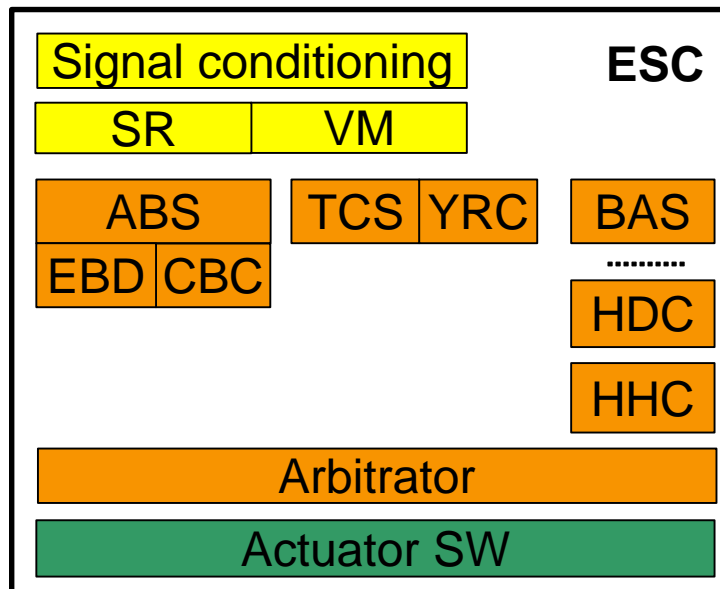 Signal conditioning
ESC
SR VM
ABS TCS YRC BAS
EBD CBC
..........
HDC
HHC
Arbitrator
Actuator SW